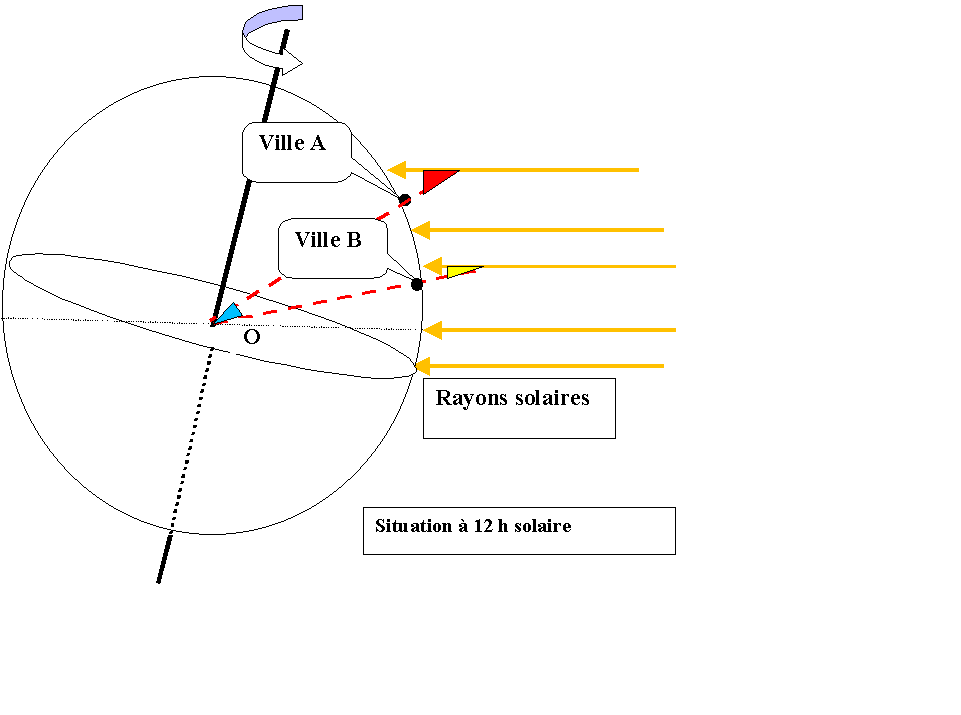 Ville A
Ville B
O
Rayons solaires
Situation à 12 h solaire